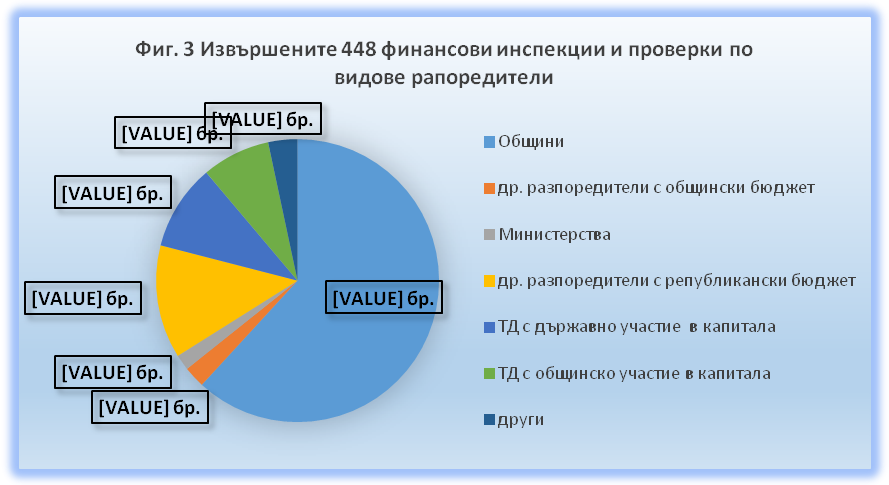 Фиг. 3 Извършените 448 финансови инспекции и проверки по
видове рапоредители
[VALUE] бр.
[VALUE] бр.
[VALUE] бр.
[VALUE] бр.
[VALUE] бр.
[VALUE] бр.
[VALUE] бр.
Общини
др. разпоредители с общински бюджет
Министерства
др. разпоредители с републикански бюджет
ТД с държавно участие в капитала
ТД с общинско участие в капитала
други